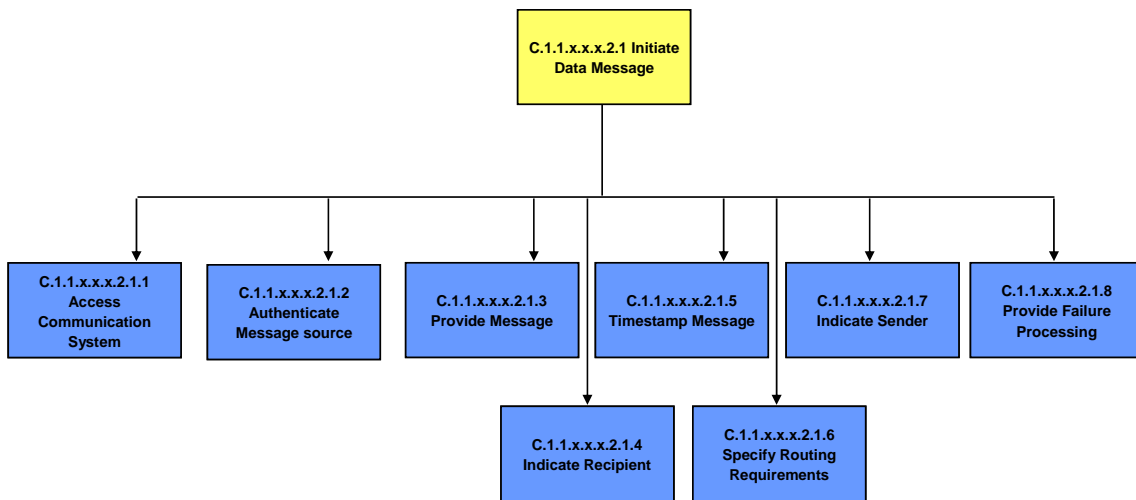 C.1.1.x.x.x.2.1 Initiate
Data Message
C.1.1.x.x.x.2.1.1
Access
Communication
System
C.1.1.x.x.x.2.1.2
Authenticate
Message source
C.1.1.x.x.x.2.1.3
Provide Message
C.1.1.x.x.x.2.1.5
Timestamp Message
C.1.1.x.x.x.2.1.7
Indicate Sender
C.1.1.x.x.x.2.1.8
Provide Failure
Processing
C.1.1.x.x.x.2.1.4
Indicate Recipient
C.1.1.x.x.x.2.1.6
Specify Routing
Requirements